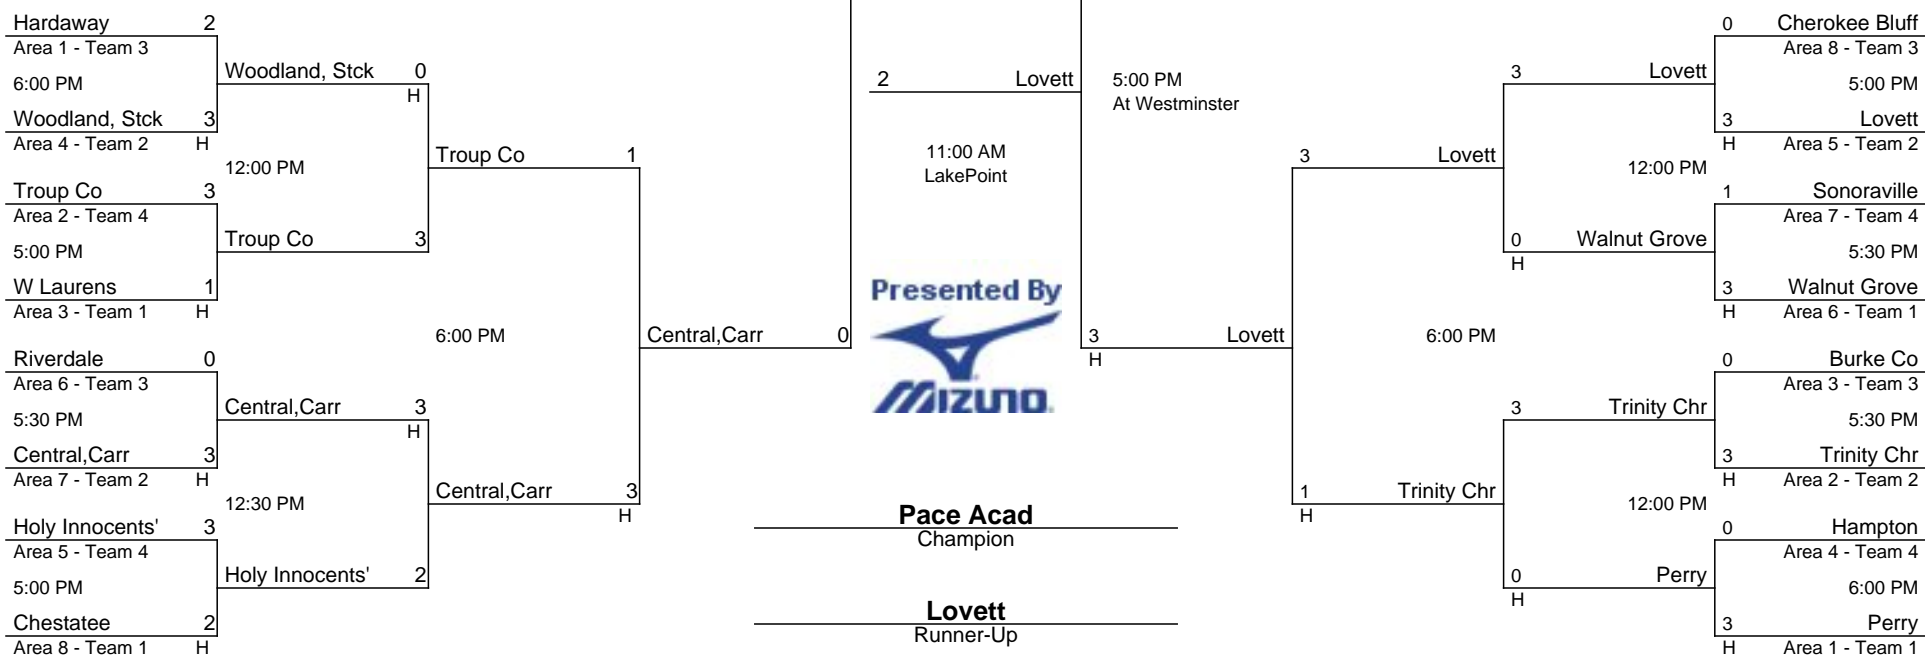 Hardaway 2
Area 1 - Team 3
6:00 PM
Woodland, Stck 3
Area 4 - Team 2 H
Troup Co 3
Area 2 - Team 4
5:00 PM
W Laurens 1
Area 3 - Team 1 H
Riverdale 0
Area 6 - Team 3
5:30 PM
Central,Carr 3
Area 7 - Team 2 H
Holy Innocents' 3
Area 5 - Team 4
5:00 PM
Chestatee 2
Area 8 - Team 1 H
Woodland, Stck 0
H
12:00 PM
Troup Co 3
Central,Carr 3
H
12:30 PM
Holy Innocents' 2
Troup Co 1
6:00 PM
Central,Carr 3
H
Central,Carr 0
2 Lovett
11:00 AM
LakePoint
Presented By
MIZUNO
Pace Acad
Champion
Lovett
Runner-Up
5:00 PM
At Westminster
3 Lovett
H
3 Lovett
6:00 PM
1 Trinity Chr
H
3 Lovett
12:00 PM
0 Walnut Grove
H
3 Trinity Chr
12:00 PM
0 Perry
H
0 Cherokee Bluff
Area 8 - Team 3
5:00 PM
3 Lovett
H Area 5 - Team 2
1 Sonoraville
Area 7 - Team 4
5:30 PM
3 Walnut Grove
H Area 6 - Team 1
0 Burke Co
Area 3 - Team 3
5:30 PM
3 Trinity Chr
H Area 2 - Team 2
0 Hampton
Area 4 - Team 4
6:00 PM
3 Perry
H Area 1 - Team 1